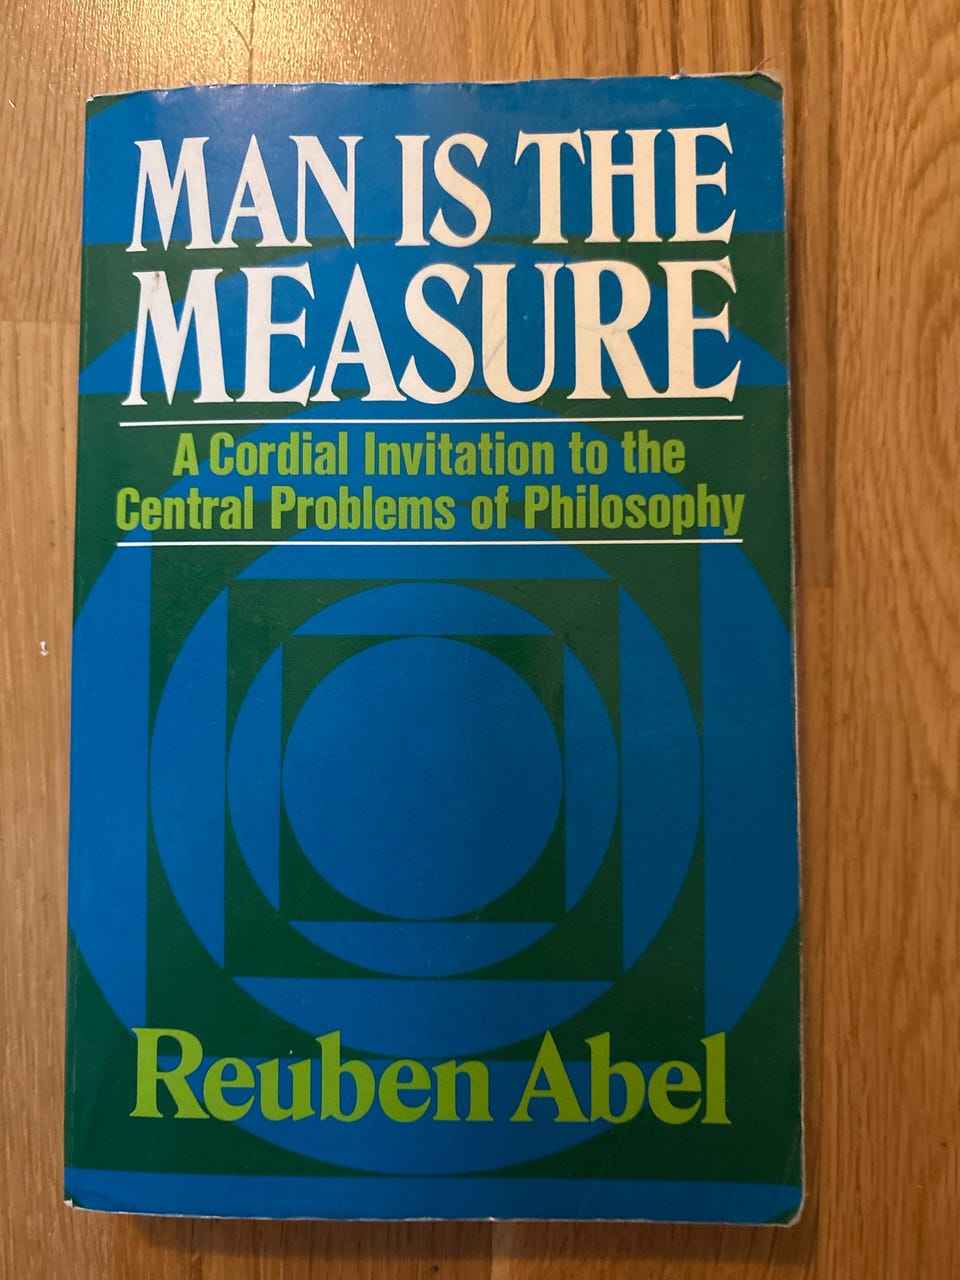 MAN IS THE
MEASURE
A Cordial Invitation to the
Central Problems of Philosophy
Reuben Abel